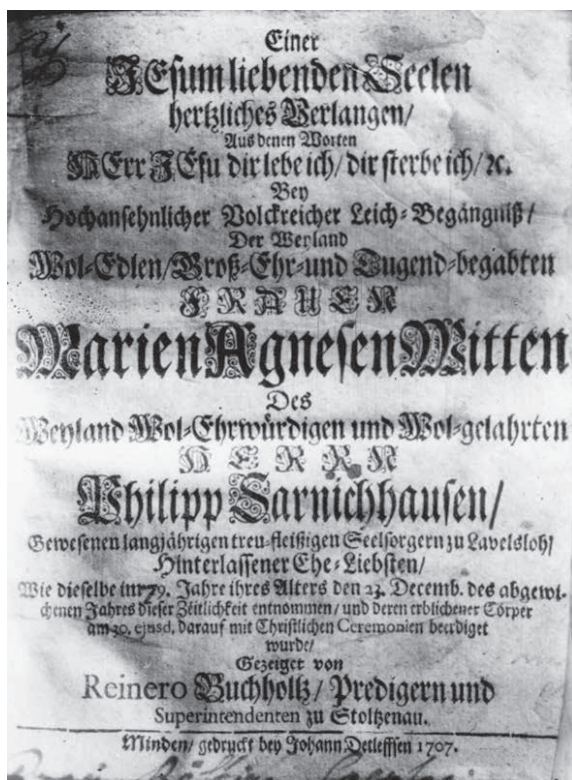 Einer
JEsum liebenden Seelen
hertzliches Verlangen/
Aus denen Worten
HErr JEsu dir lebe ich/ dir sterbe ich/ ꝛc.
Bey
Hochansehnlicher Volckreicher Leich-Begängniß/
Der Weyland
Wol-Edlen/Groß-Ehr-und Tugend-begabten
FRAUEN
Marien Agnesen Witten
Des
Weyland Wol-Ehrwürdigen und Wol-gelahrten
HERRN
Philipp Sarnichhausen/
Gewesenen langjährigen treu-fleißigen Seelsorgern zu Lavelsloh/
Hinterlassener Ehe-Liebsten/
Wie dieselbe im 79. Jahre ihres Alters den 23. Decemb. des abgewi-
chenen Jahres dieser Zeitlichkeit entnommen/ und deren erblichener Cörper
am 30. ejusd. darauf mit Christlichen Ceremonien beerdiget
wurde/
Gezeiget von
Reinero Buchholtz/ Predigern und
Superintendenten zu Stoltzenau.
Minden/ gedruckt bey Johann Detleffsen 1707.